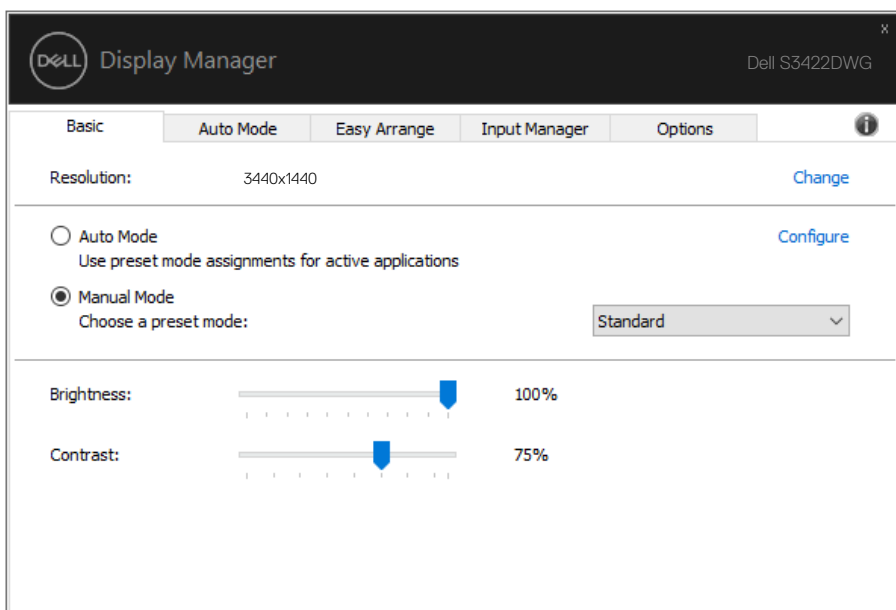 DELL Display Manager
x
Dell S3422DWG
Basic Auto Mode Easy Arrange Input Manager Options i
Resolution: 3440x1440 Change
Auto Mode Configure
Use preset mode assignments for active applications
Manual Mode
Choose a preset mode: Standard
Brightness: 100%
Contrast: 75%